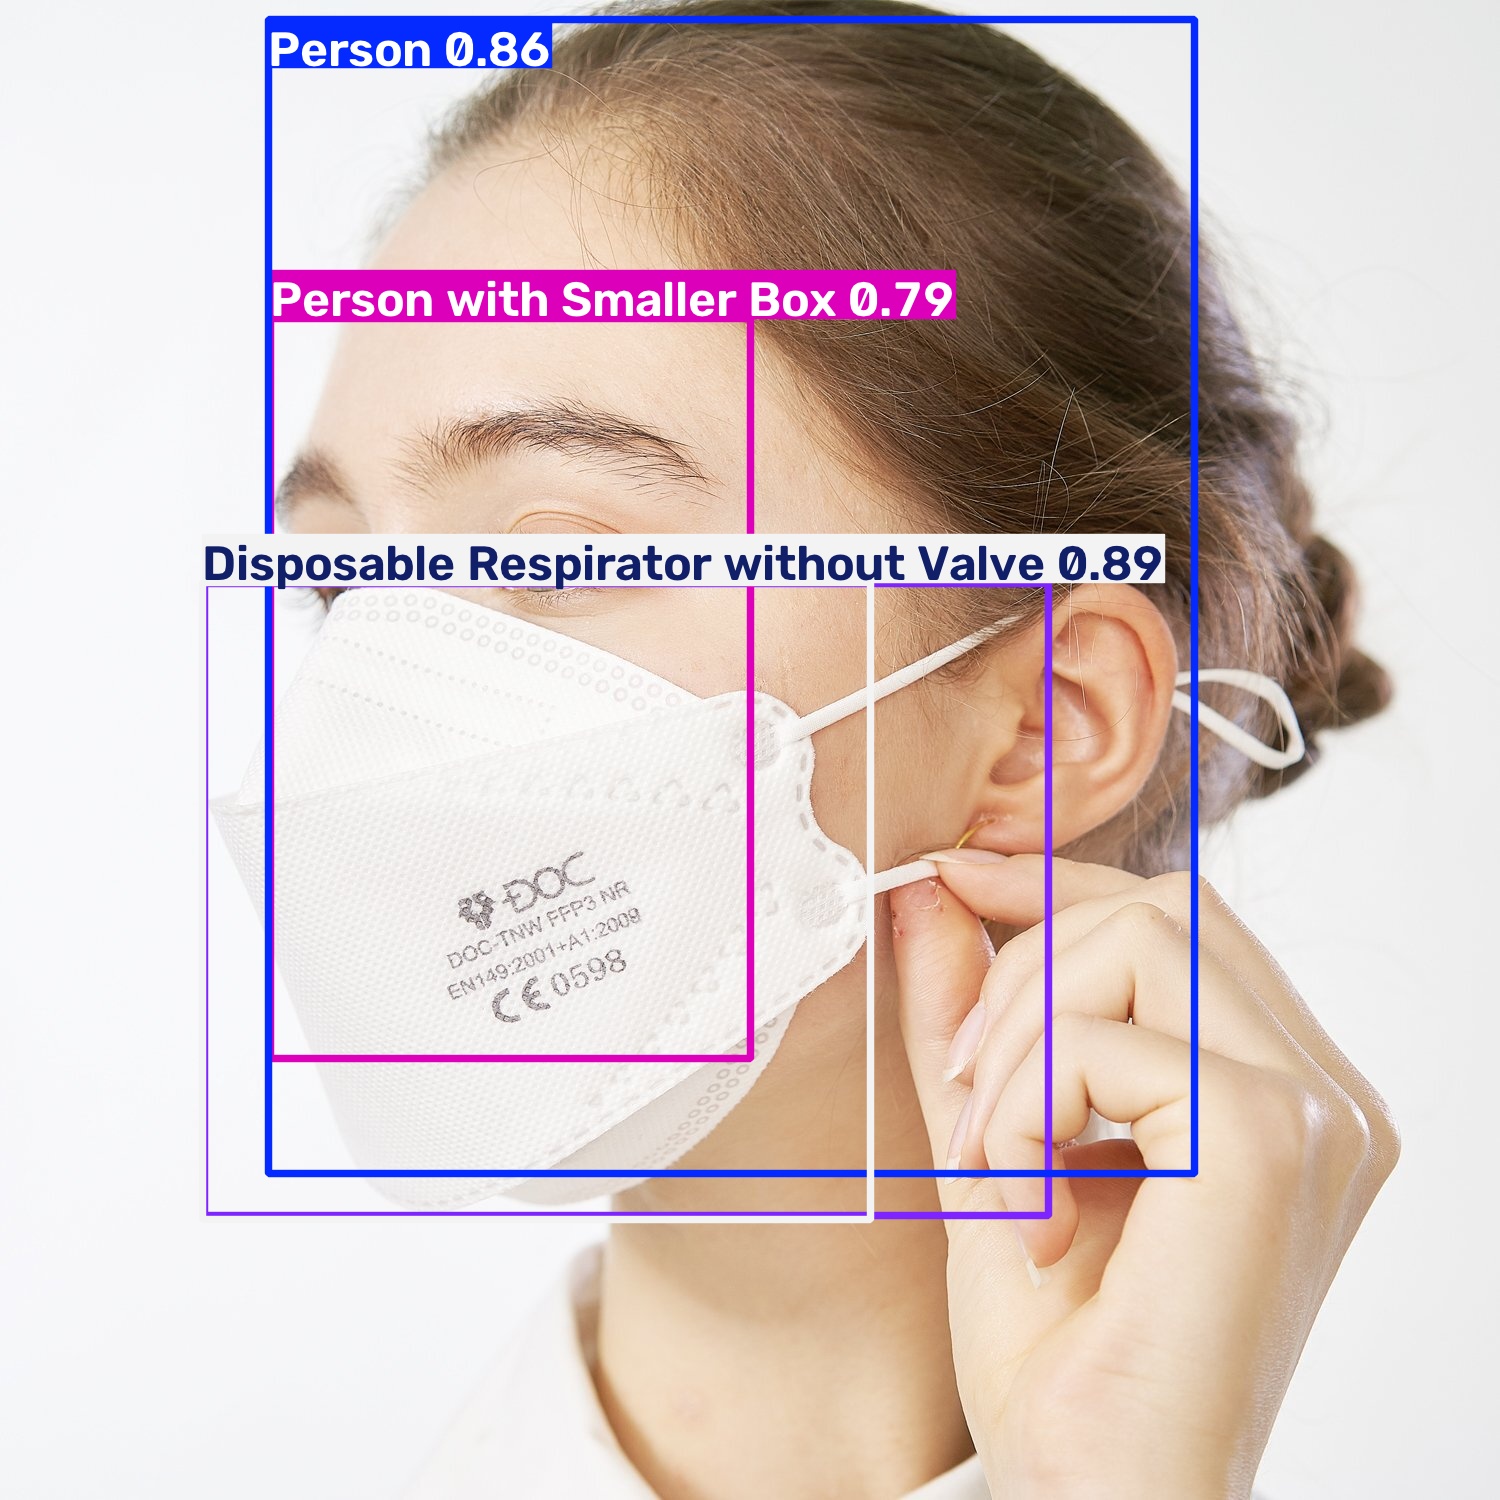 Person 0.86
Person with Smaller Box 0.79
Disposable Respirator without Valve 0.89
DOC
DOC-TNW FFP3 NR
EN149:2001+A1:2009
CE 0598